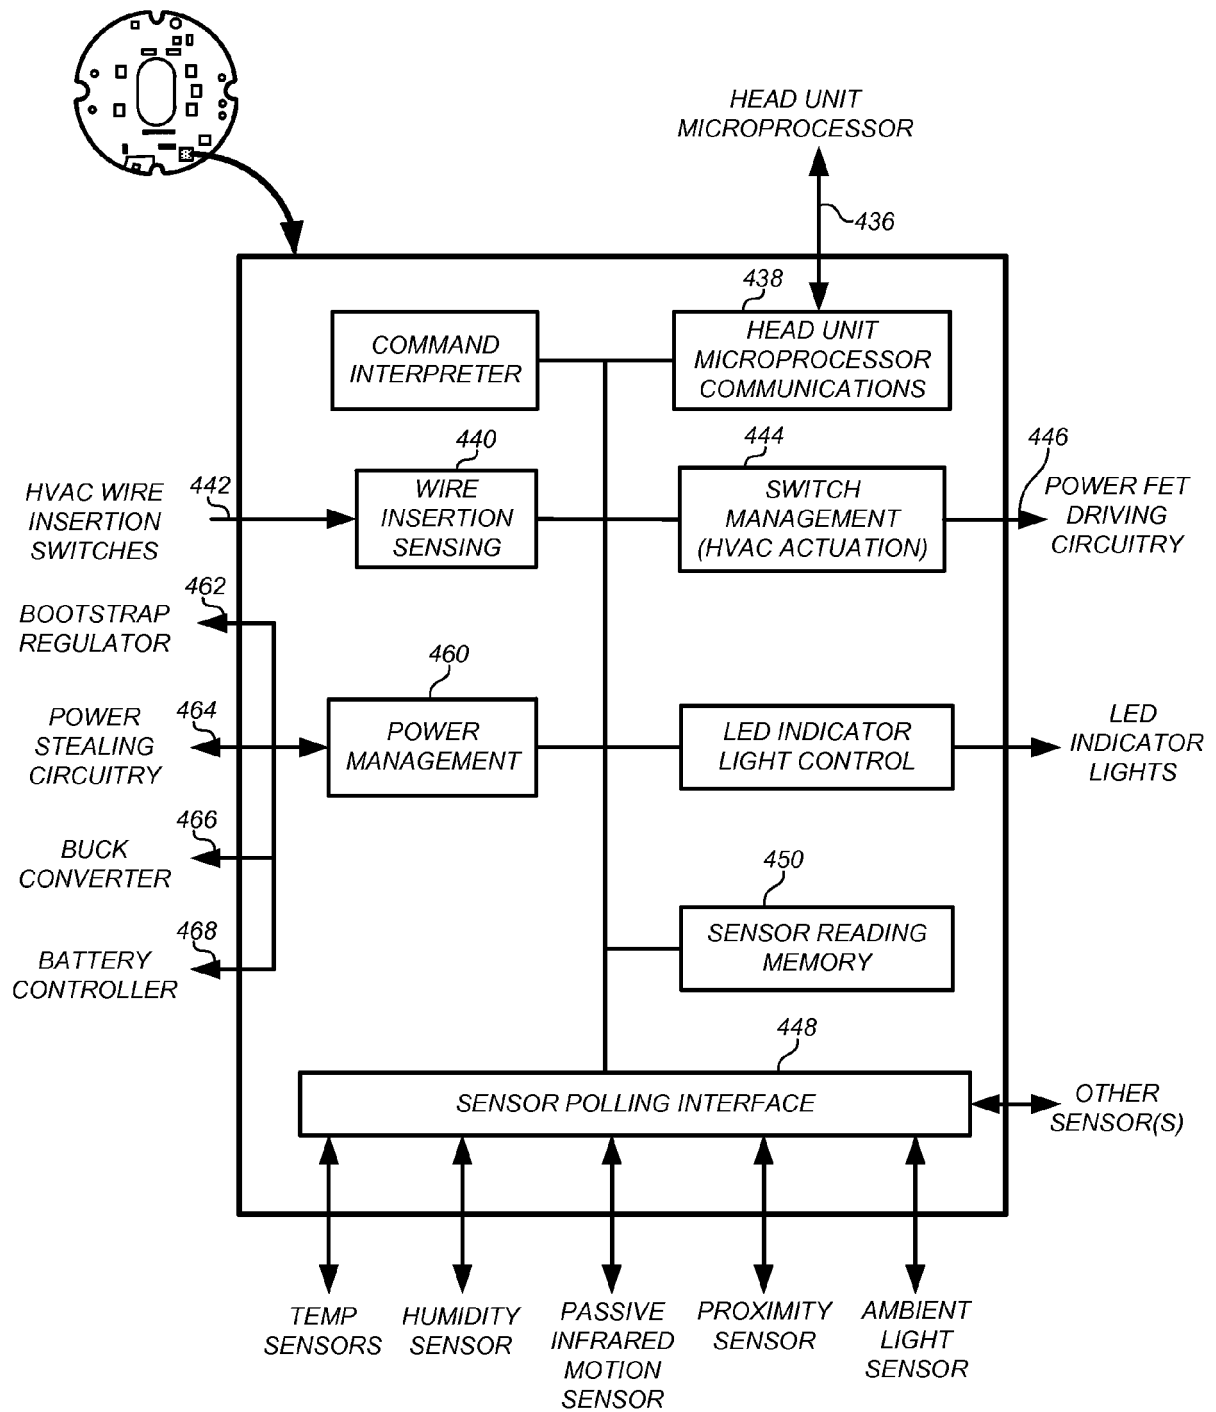 HEAD UNIT
MICROPROCESSOR
436
438
COMMAND
INTERPRETER
HEAD UNIT
MICROPROCESSOR
COMMUNICATIONS
HVAC WIRE
INSERTION
SWITCHES
442
440
WIRE
INSERTION
SENSING
444
SWITCH
MANAGEMENT
(HVAC ACTUATION)
446
POWER FET
DRIVING
CIRCUITRY
462
BOOTSTRAP
REGULATOR
460
POWER
MANAGEMENT
464
POWER
STEALING
CIRCUITRY
LED INDICATOR
LIGHT CONTROL
LED
INDICATOR
LIGHTS
466
BUCK
CONVERTER
450
SENSOR READING
MEMORY
468
BATTERY
CONTROLLER
448
SENSOR POLLING INTERFACE
OTHER
SENSOR(S)
TEMP
SENSORS
HUMIDITY
SENSOR
PASSIVE
INFRARED
MOTION
SENSOR
PROXIMITY
SENSOR
AMBIENT
LIGHT
SENSOR